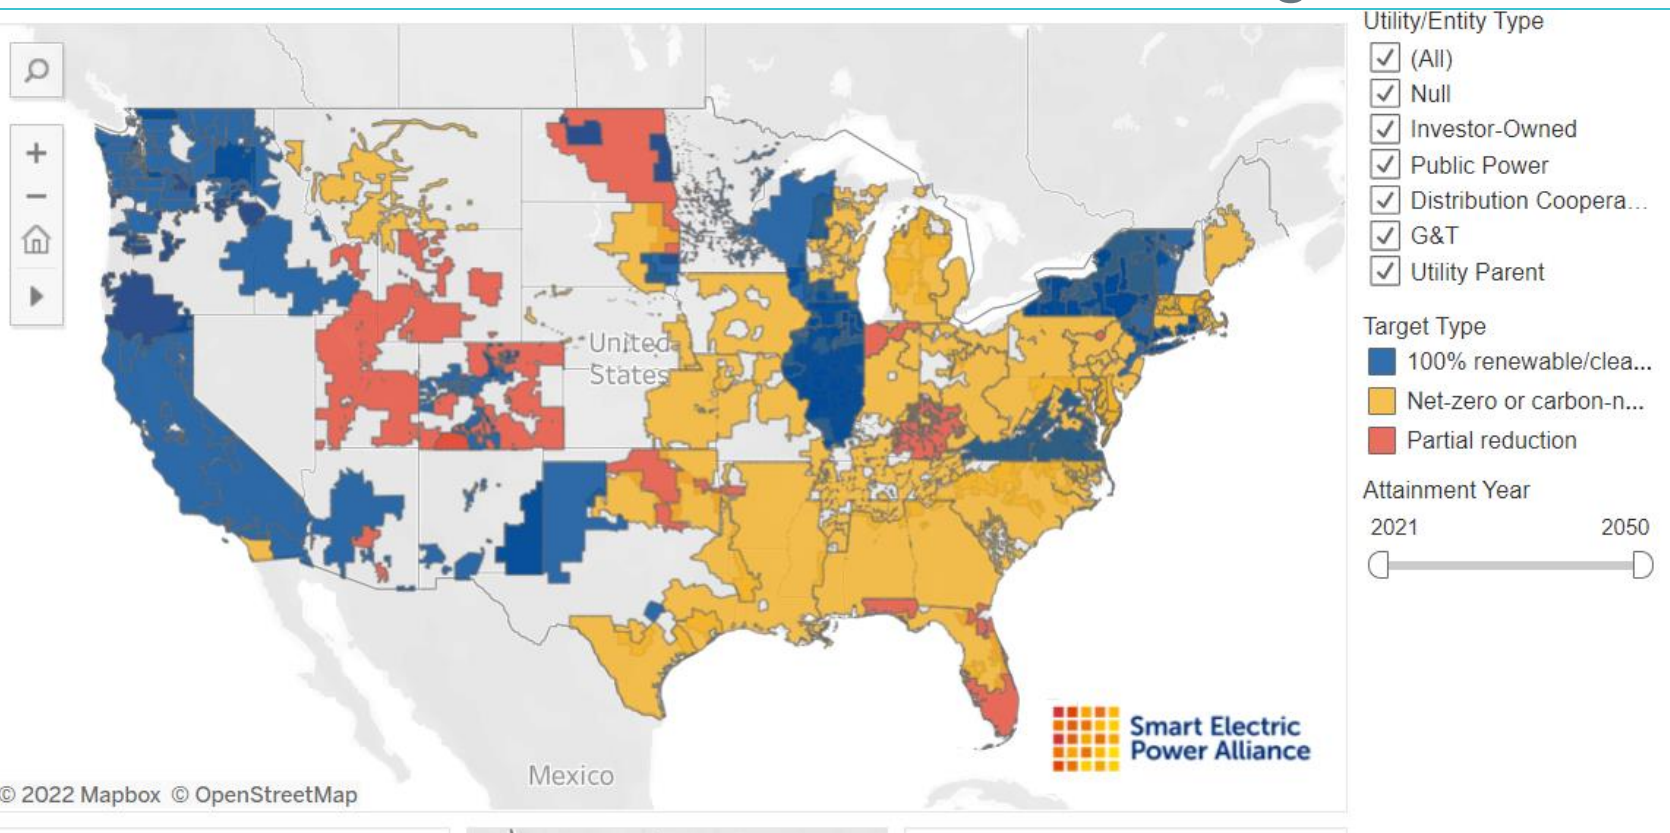 Utility/Entity Type
(All)
Null
Investor-Owned
Public Power
Distribution Coopera...
G&T
Utility Parent
Target Type
100% renewable/clea...
Net-zero or carbon-n...
Partial reduction
Attainment Year
2021 2050
United
States
Mexico
Smart Electric
Power Alliance
© 2022 Mapbox © OpenStreetMap